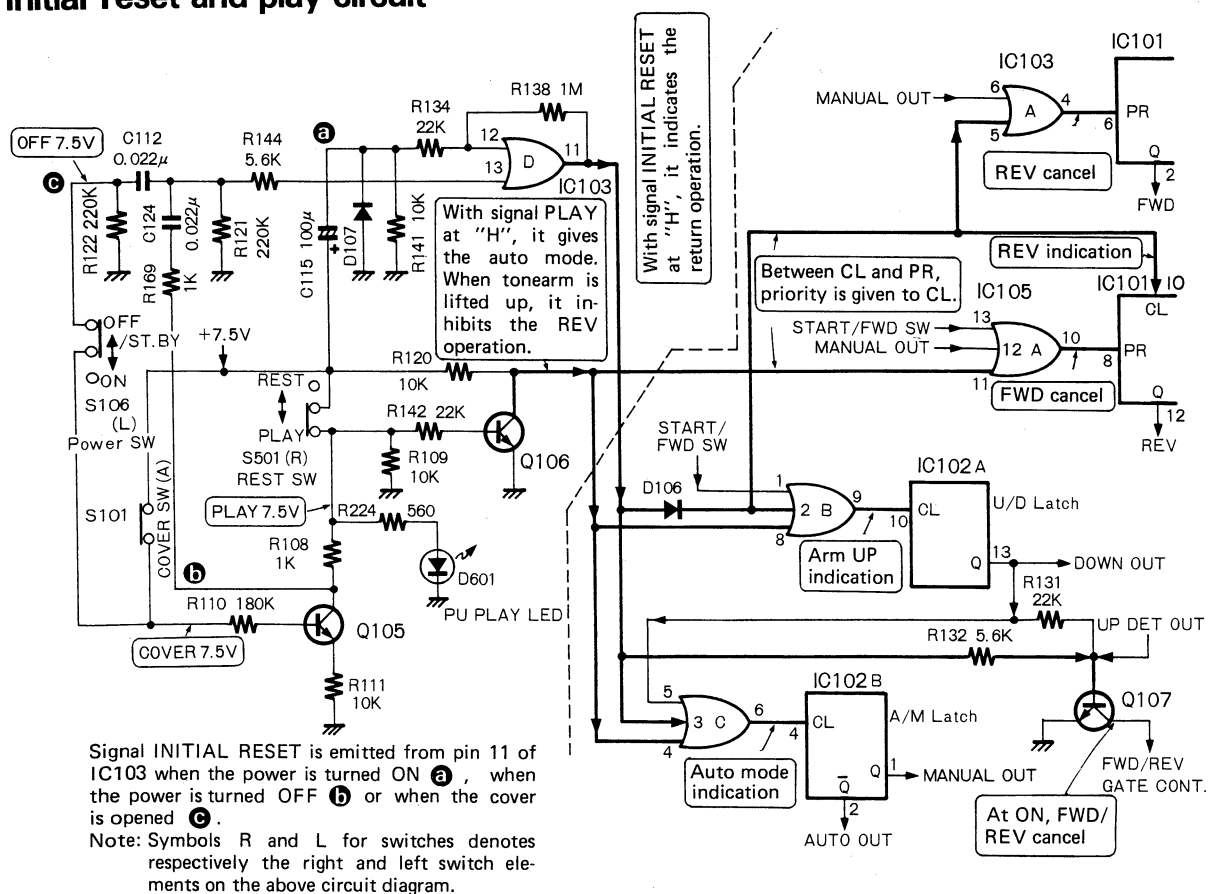 Initial reset and play circuit
OFF 7.5V
C112
0.022μ
R144
5.6K
a
R134
22K
R138 1M
12
13
D
11
IC103
c
R122 220K
C124
0.022μ
R121
220K
R169
1K
C115 100μ
+
D107
R141 10K
With signal PLAY
at "H", it gives
the auto mode.
When tonearm is
lifted up, it in-
hibits the REV
operation.
With signal INITIAL RESET
at "H", it indicates the
return operation.
MANUAL OUT
IC103
6
5
A
4
IC101
6
PR
Q
2
FWD
REV cancel
REV indication
Between CL and PR,
priority is given to CL.
IC105
IC101
10
CL
START/FWD SW
13
MANUAL OUT
12 A
10
8
PR
11
FWD cancel
Q
12
REV
OFF
/ST.BY
ON
S106
(L)
Power SW
+7.5V
REST
PLAY
S501 (R)
REST SW
R120
10K
R142 22K
R109
10K
Q106
S101
COVER SW (A)
PLAY 7.5V
R224
560
R108
1K
D601
PU PLAY LED
b
R110 180K
Q105
COVER 7.5V
R111
10K
START/
FWD SW
D106
1
2 B
8
9
10
IC102A
CL
U/D Latch
Q
13
DOWN OUT
Arm UP
indication
R131
22K
UP DET OUT
R132 5.6K
5
3 C
4
6
4
IC102B
CL
A/M Latch
Q
1
MANUAL OUT
Q̅
2
AUTO OUT
Auto mode
indication
Q107
FWD/REV
GATE CONT.
At ON, FWD/
REV cancel
Signal INITIAL RESET is emitted from pin 11 of
IC103 when the power is turned ON a , when
the power is turned OFF b or when the cover
is opened c .
Note: Symbols R and L for switches denotes
respectively the right and left switch ele-
ments on the above circuit diagram.